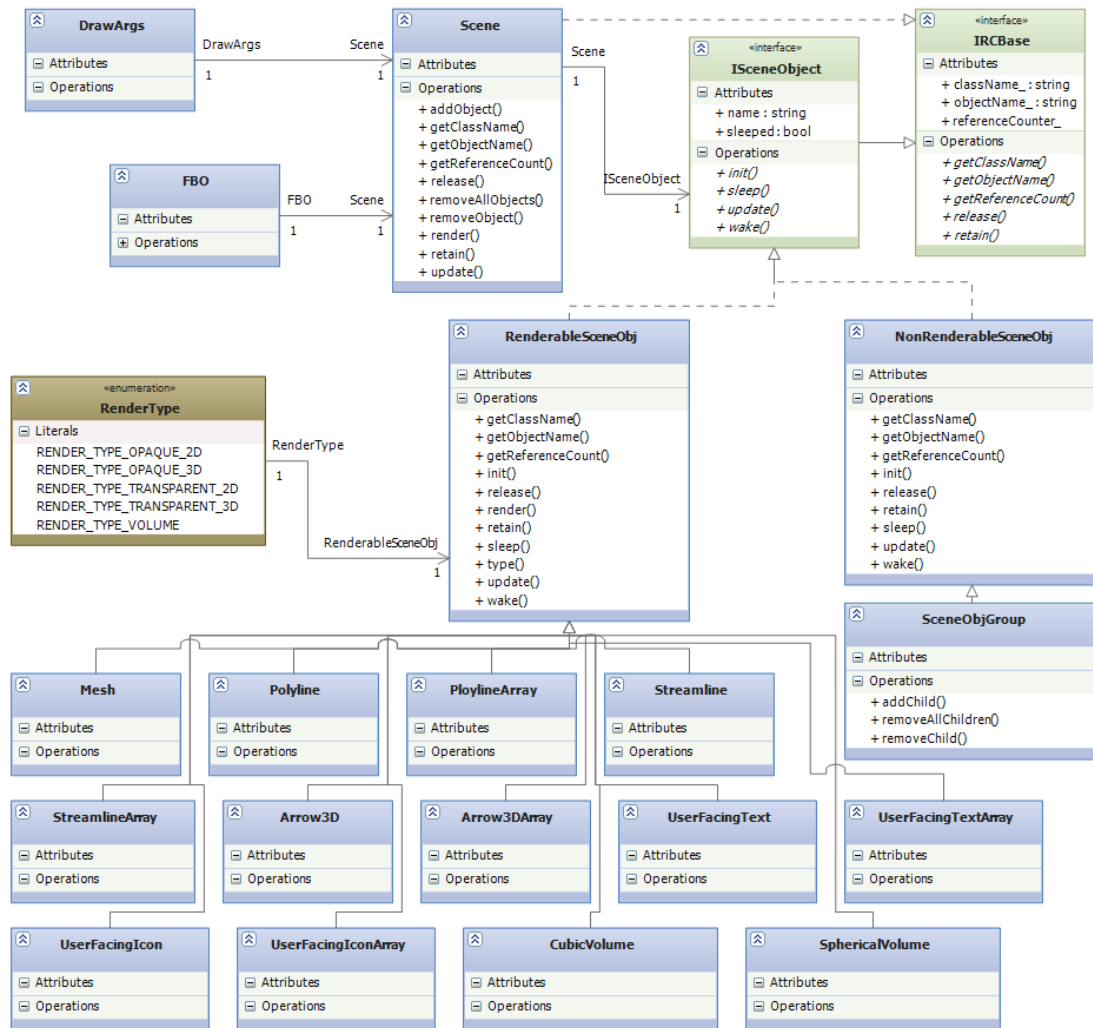 DrawArgs
Attributes
Operations
DrawArgs
1
Scene
1
Scene
Attributes
Operations
+ addObject()
+ getClassName()
+ getObjectName()
+ getReferenceCount()
+ release()
+ removeAllObjects()
+ removeObject()
+ render()
+ retain()
+ update()
Scene
1
ISceneObject
1
«interface»
ISceneObject
Attributes
+ name : string
+ sleeped : bool
Operations
+ init()
+ sleep()
+ update()
+ wake()
«interface»
IRCBase
Attributes
+ className_ : string
+ objectName_ : string
+ referenceCounter_
Operations
+ getClassName()
+ getObjectName()
+ getReferenceCount()
+ release()
+ retain()
FBO
Attributes
Operations
FBO
1
Scene
1
RenderableSceneObj
Attributes
Operations
+ getClassName()
+ getObjectName()
+ getReferenceCount()
+ init()
+ release()
+ render()
+ retain()
+ sleep()
+ type()
+ update()
+ wake()
NonRenderableSceneObj
Attributes
Operations
+ getClassName()
+ getObjectName()
+ getReferenceCount()
+ init()
+ release()
+ retain()
+ sleep()
+ update()
+ wake()
«enumeration»
RenderType
Literals
RENDER_TYPE_OPAQUE_2D
RENDER_TYPE_OPAQUE_3D
RENDER_TYPE_TRANSPARENT_2D
RENDER_TYPE_TRANSPARENT_3D
RENDER_TYPE_VOLUME
RenderType
1
RenderableSceneObj
1
SceneObjGroup
Attributes
Operations
+ addChild()
+ removeAllChildren()
+ removeChild()
Mesh
Attributes
Operations
Polyline
Attributes
Operations
PloylineArray
Attributes
Operations
Streamline
Attributes
Operations
StreamlineArray
Attributes
Operations
Arrow3D
Attributes
Operations
Arrow3DArray
Attributes
Operations
UserFacingText
Attributes
Operations
UserFacingTextArray
Attributes
Operations
UserFacingIcon
Attributes
Operations
UserFacingIconArray
Attributes
Operations
CubicVolume
Attributes
Operations
SphericalVolume
Attributes
Operations